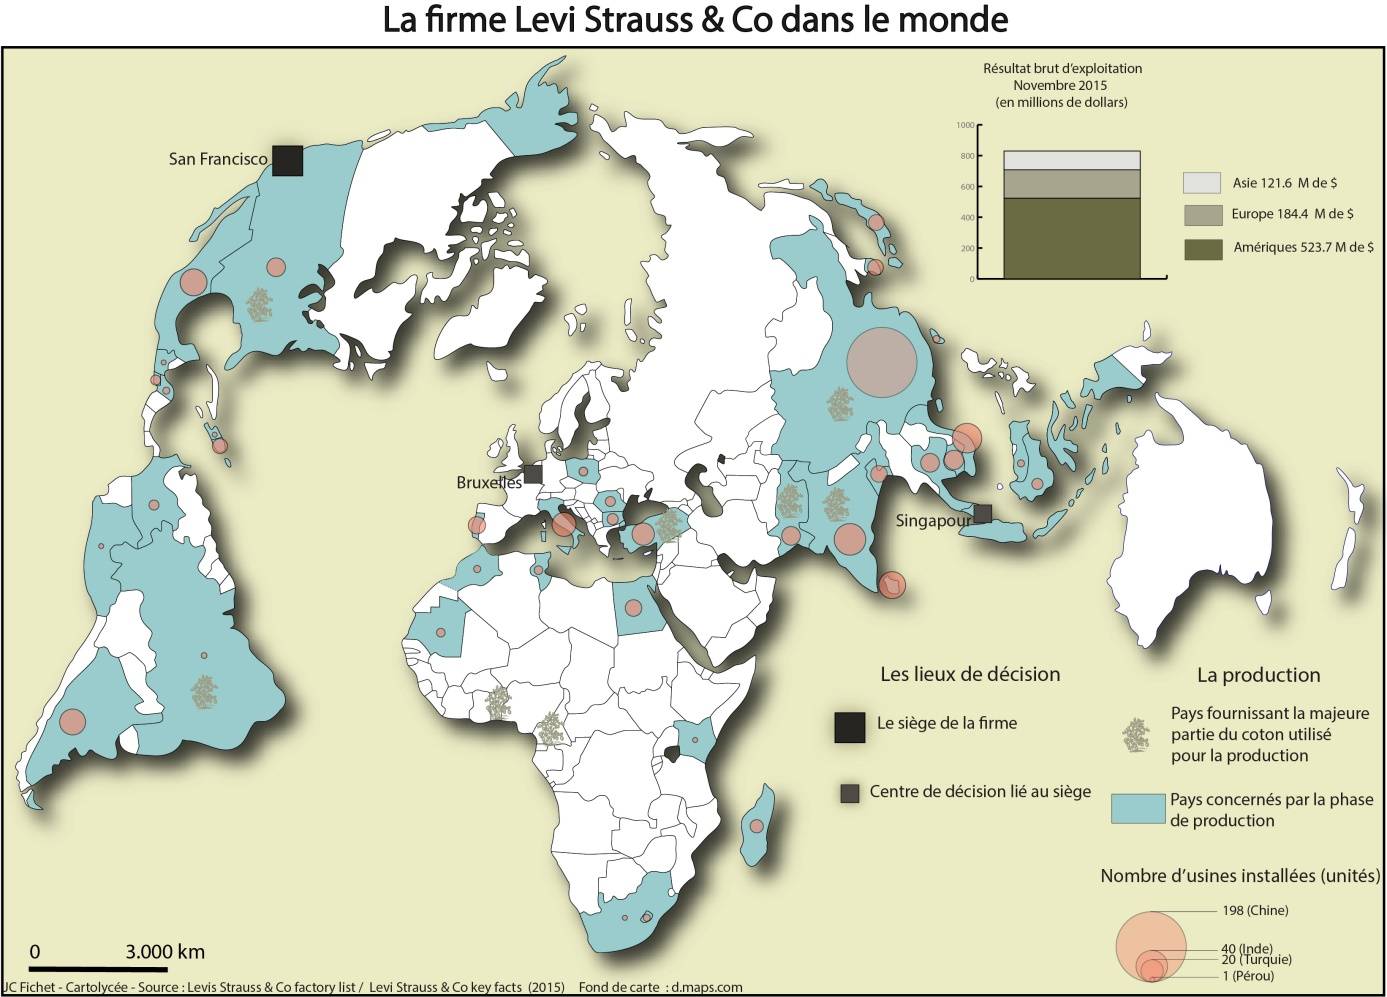 La firme Levi Strauss & Co dans le monde
Résultat brut d'exploitation
Novembre 2015
(en millions de dollars)
1000
800
600
400
200
0
Asie 121.6 M de $
Europe 184.4 M de $
Amériques 523.7 M de $
San Francisco
Bruxelles
Singapour
Les lieux de décision
Le siège de la firme
Centre de décision lié au siège
La production
Pays fournissant la majeure
partie du coton utilisé
pour la production
Pays concernés par la phase
de production
Nombre d'usines installées (unités)
198 (Chine)
40 (Inde)
20 (Turquie)
1 (Pérou)
0 3.000 km
JC Fichet - Cartolycée - Source : Levis Strauss & Co factory list / Levi Strauss & Co key facts (2015) Fond de carte : d.maps.com